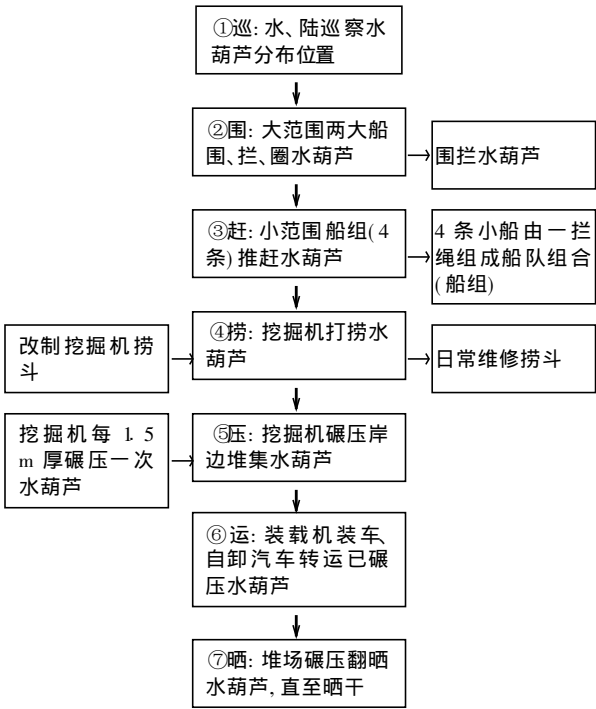 ①巡: 水、陆巡察水
葫芦分布位置
②围: 大范围两大船
围、拦、圈水葫芦
围拦水葫芦
③赶: 小范围船组( 4
条) 推赶水葫芦
4 条小船由一拦
绳组成船队组合
( 船组)
改制挖掘机捞
斗
④捞: 挖掘机打捞水
葫芦
日常维修捞斗
挖掘机每 1. 5
m 厚碾压一次
水葫芦
⑤压: 挖掘机碾压岸
边堆集水葫芦
⑥运: 装载机装车、
自卸汽车转运已碾
压水葫芦
⑦晒: 堆场碾压翻晒
水葫芦, 直至晒干